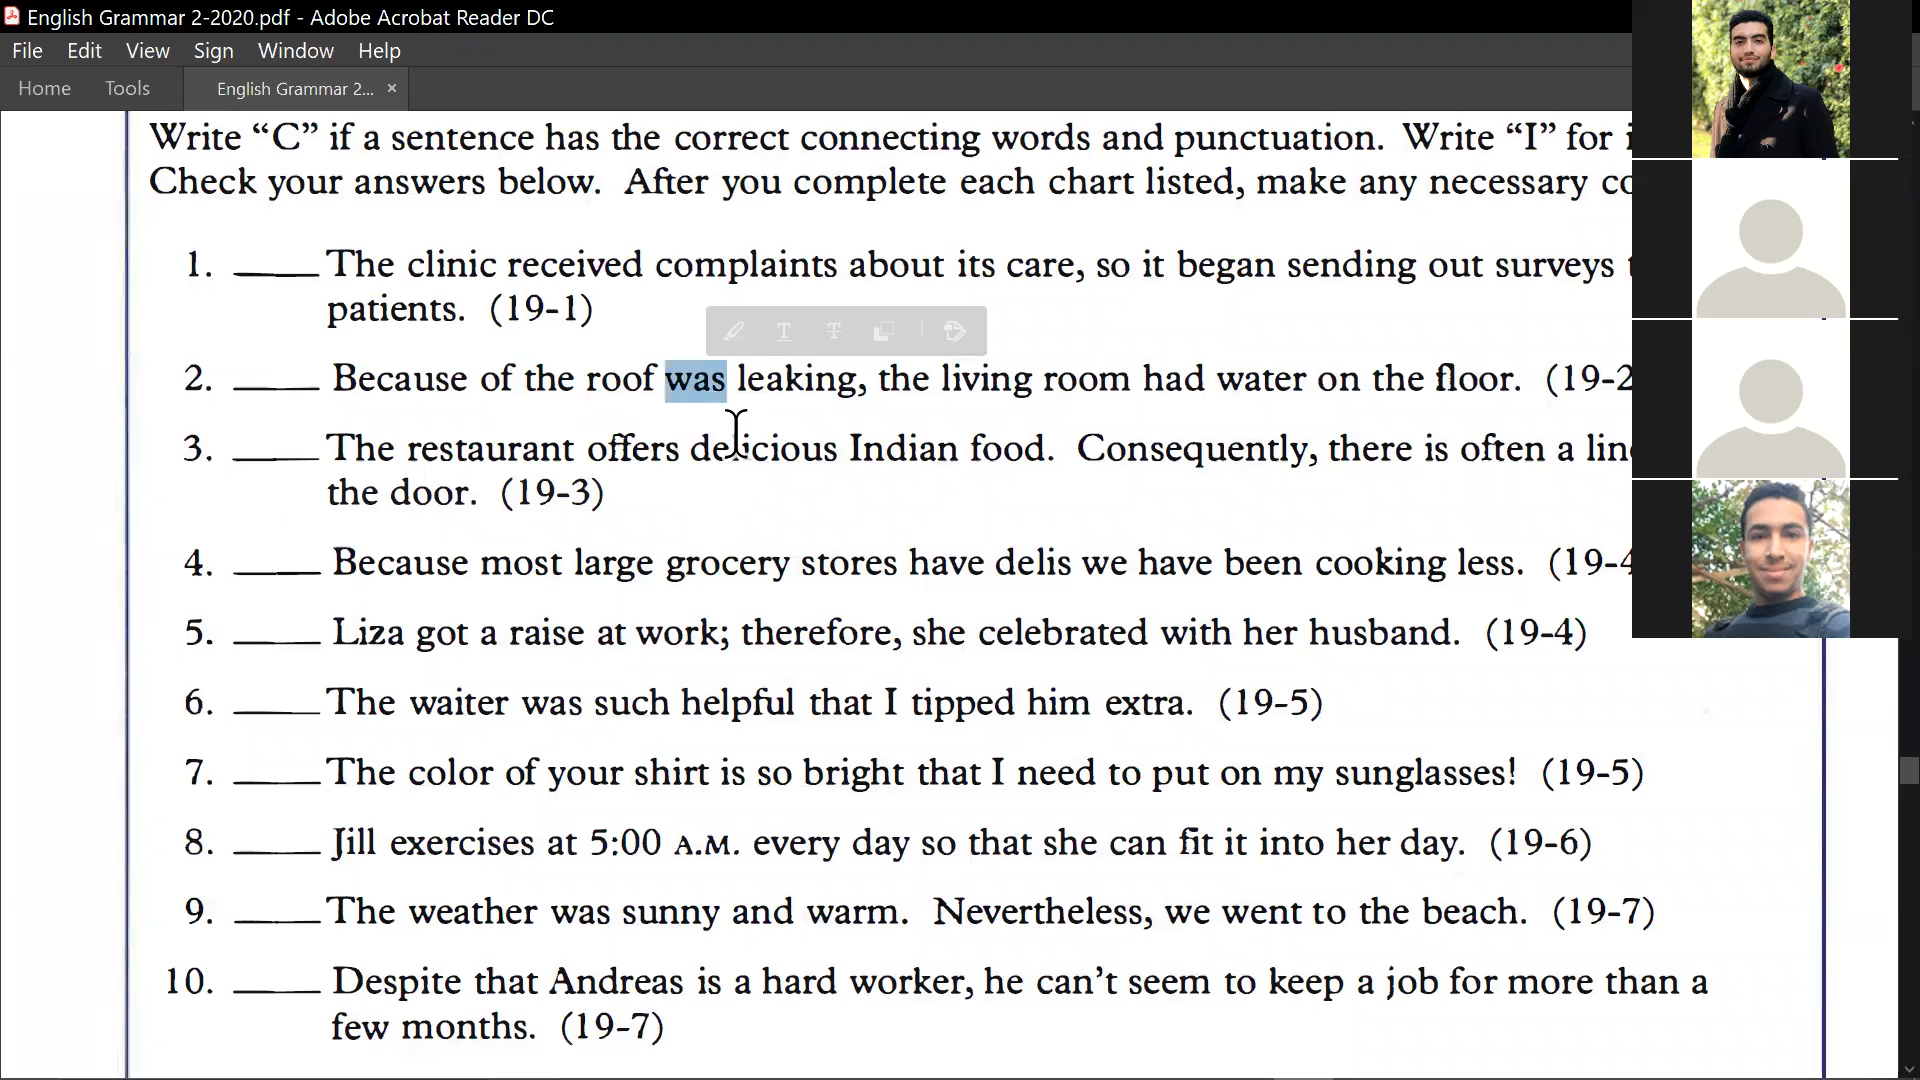 English Grammar 2-2020.pdf - Adobe Acrobat Reader DC
File Edit View Sign Window Help
Home Tools English Grammar 2... ×
Write “C” if a sentence has the correct connecting words and punctuation. Write “I” for
Check your answers below. After you complete each chart listed, make any necessary
1. ____ The clinic received complaints about its care, so it began sending out surveys
patients. (19-1)
2. ____ Because of the roof was leaking, the living room had water on the floor. (19-2
3. ____ The restaurant offers delicious Indian food. Consequently, there is often a
the door. (19-3)
4. ____ Because most large grocery stores have delis we have been cooking less. (19-4
5. ____ Liza got a raise at work; therefore, she celebrated with her husband. (19-4)
6. ____ The waiter was such helpful that I tipped him extra. (19-5)
7. ____ The color of your shirt is so bright that I need to put on my sunglasses! (19-5)
8. ____ Jill exercises at 5:00 A.M. every day so that she can fit it into her day. (19-6)
9. ____ The weather was sunny and warm. Nevertheless, we went to the beach. (19-7)
10. ____ Despite that Andreas is a hard worker, he can’t seem to keep a job for more than a
few months. (19-7)